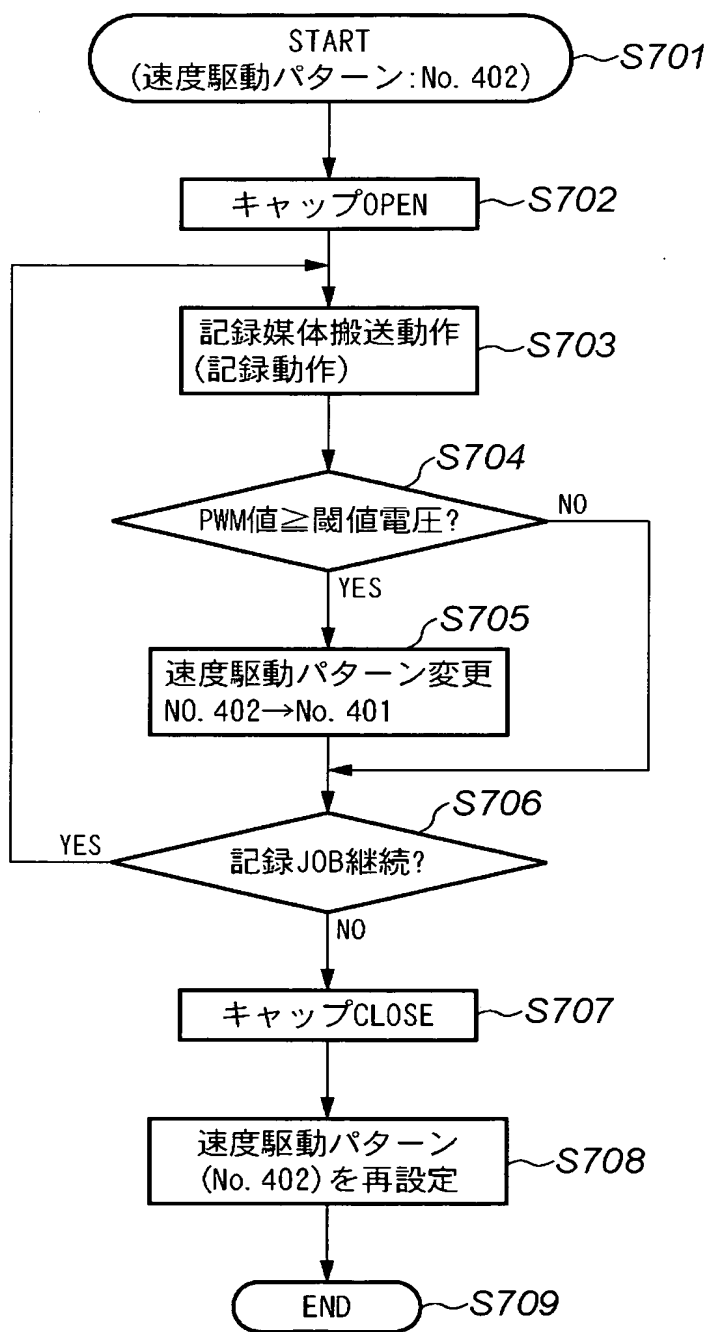 START
(速度駆動パターン:No. 402)
S701
キャップOPEN
S702
記録媒体搬送動作
(記録動作)
S703
S704
PWM値≧閾値電圧?
NO
YES
S705
速度駆動パターン変更
NO. 402→No. 401
S706
YES
記録JOB継続?
NO
キャップCLOSE
S707
速度駆動パターン
(No. 402)を再設定
S708
END
S709